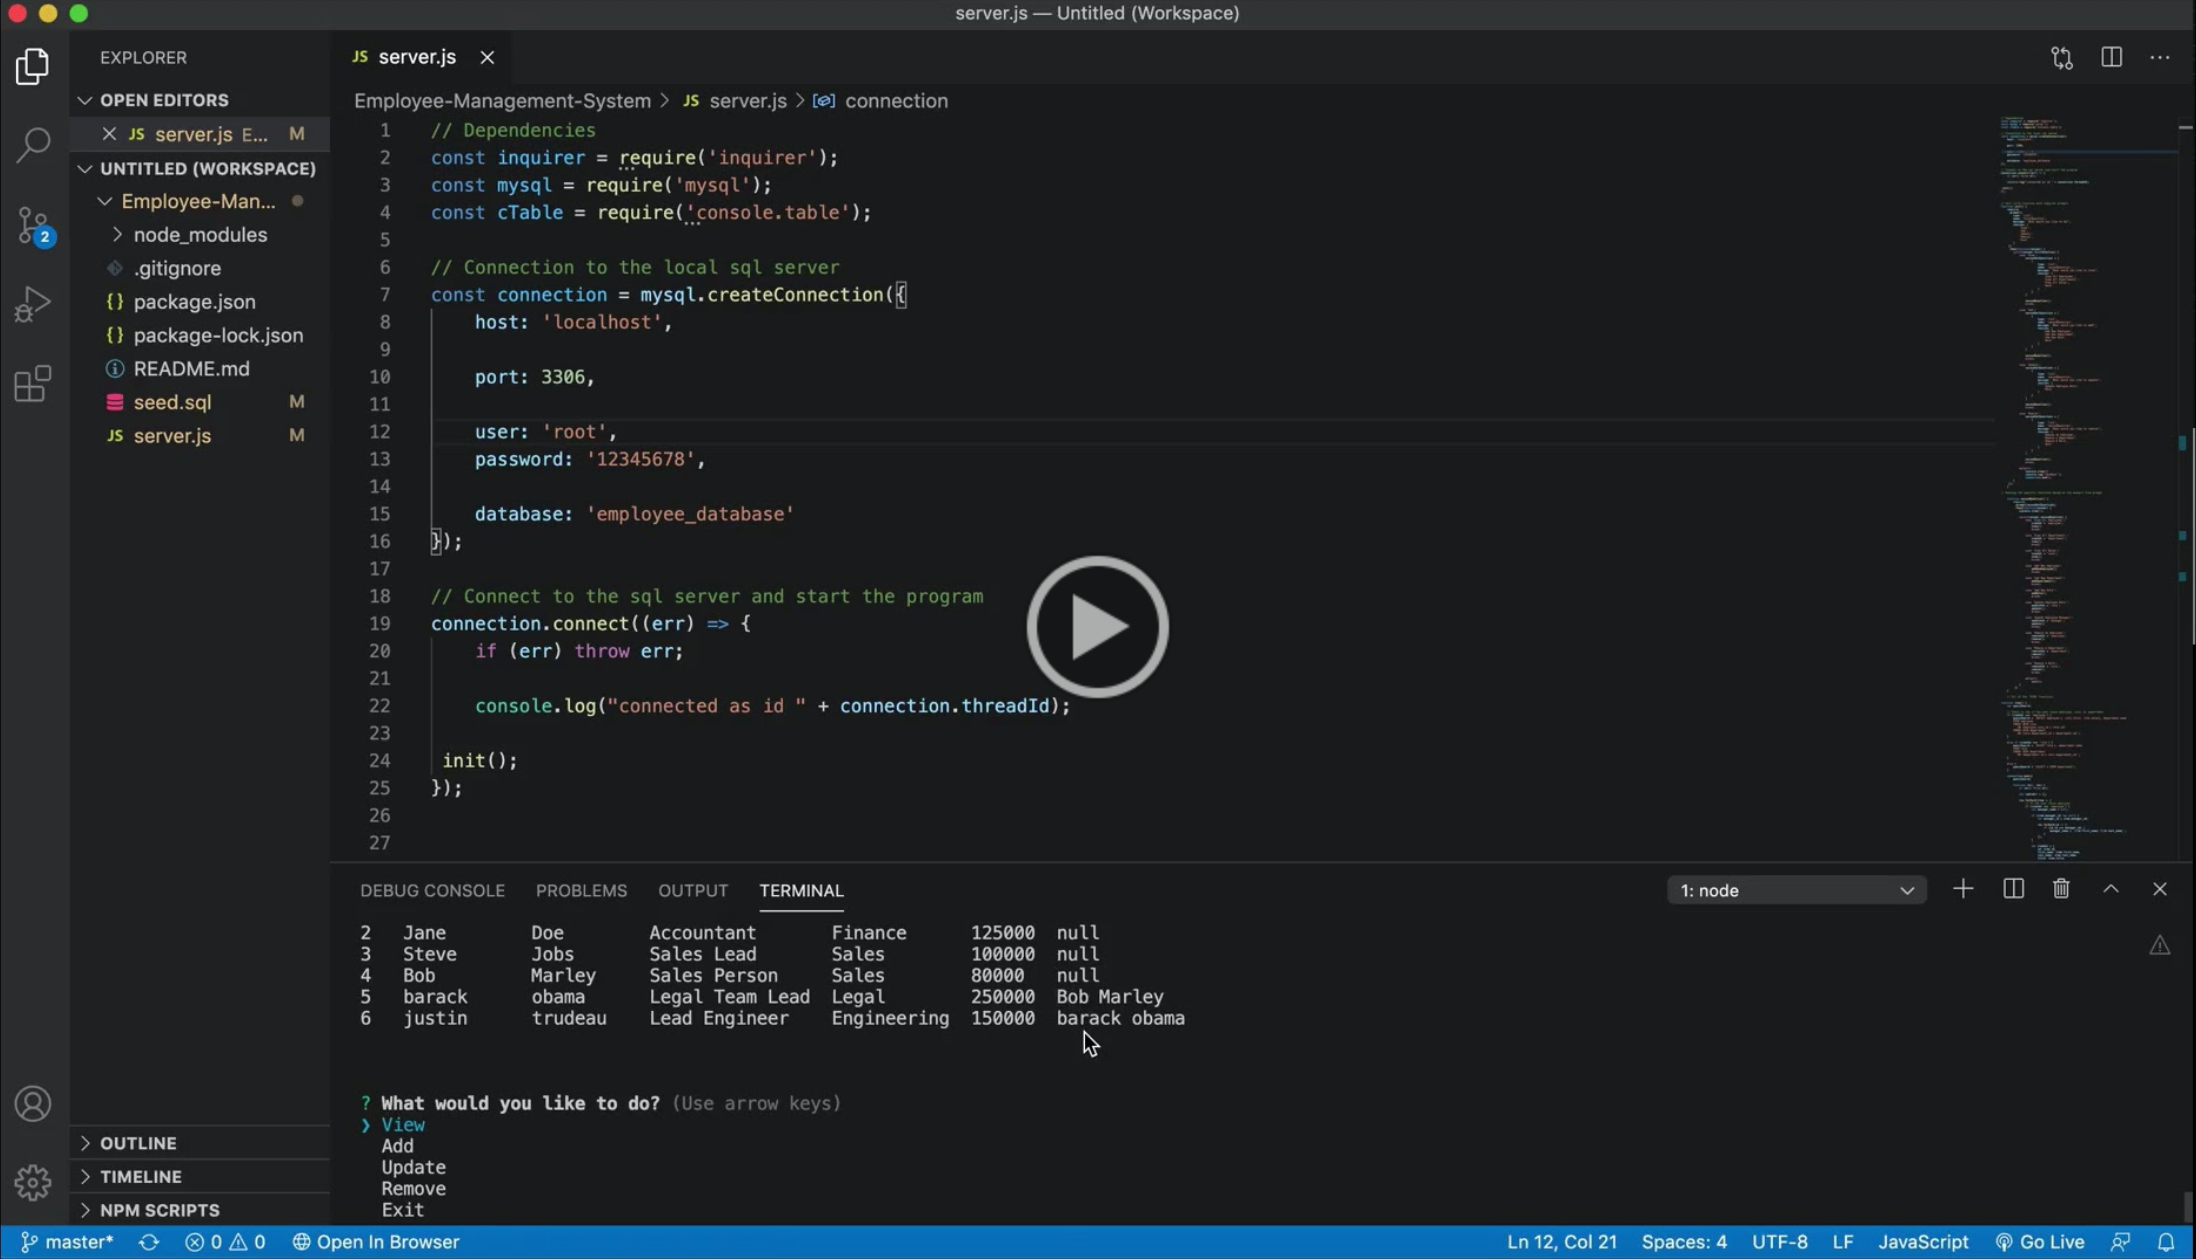 server.js — Untitled (Workspace)
EXPLORER
OPEN EDITORS
JS server.js E... M
UNTITLED (WORKSPACE)
Employee-Man...
node_modules
.gitignore
{} package.json
{} package-lock.json
README.md
seed.sql M
JS server.js M
2
OUTLINE
TIMELINE
NPM SCRIPTS
JS server.js
Employee-Management-System > JS server.js > connection
1 // Dependencies
2 const inquirer = require('inquirer');
3 const mysql = require('mysql');
4 const cTable = require('console.table');
5
6 // Connection to the local sql server
7 const connection = mysql.createConnection({
8 host: 'localhost',
9
10 port: 3306,
11
12 user: 'root',
13 password: '12345678',
14
15 database: 'employee_database'
16 });
17
18 // Connect to the sql server and start the program
19 connection.connect((err) => {
20 if (err) throw err;
21
22 console.log("connected as id " + connection.threadId);
23
24 init();
25 });
26
27
DEBUG CONSOLE PROBLEMS OUTPUT TERMINAL 1: node
2 Jane Doe Accountant Finance 125000 null
3 Steve Jobs Sales Lead Sales 100000 null
4 Bob Marley Sales Person Sales 80000 null
5 barack obama Legal Team Lead Legal 250000 Bob Marley
6 justin trudeau Lead Engineer Engineering 150000 barack obama
? What would you like to do? (Use arrow keys)
❯ View
Add
Update
Remove
Exit
master* 0 0 Open In Browser Ln 12, Col 21 Spaces: 4 UTF-8 LF JavaScript Go Live